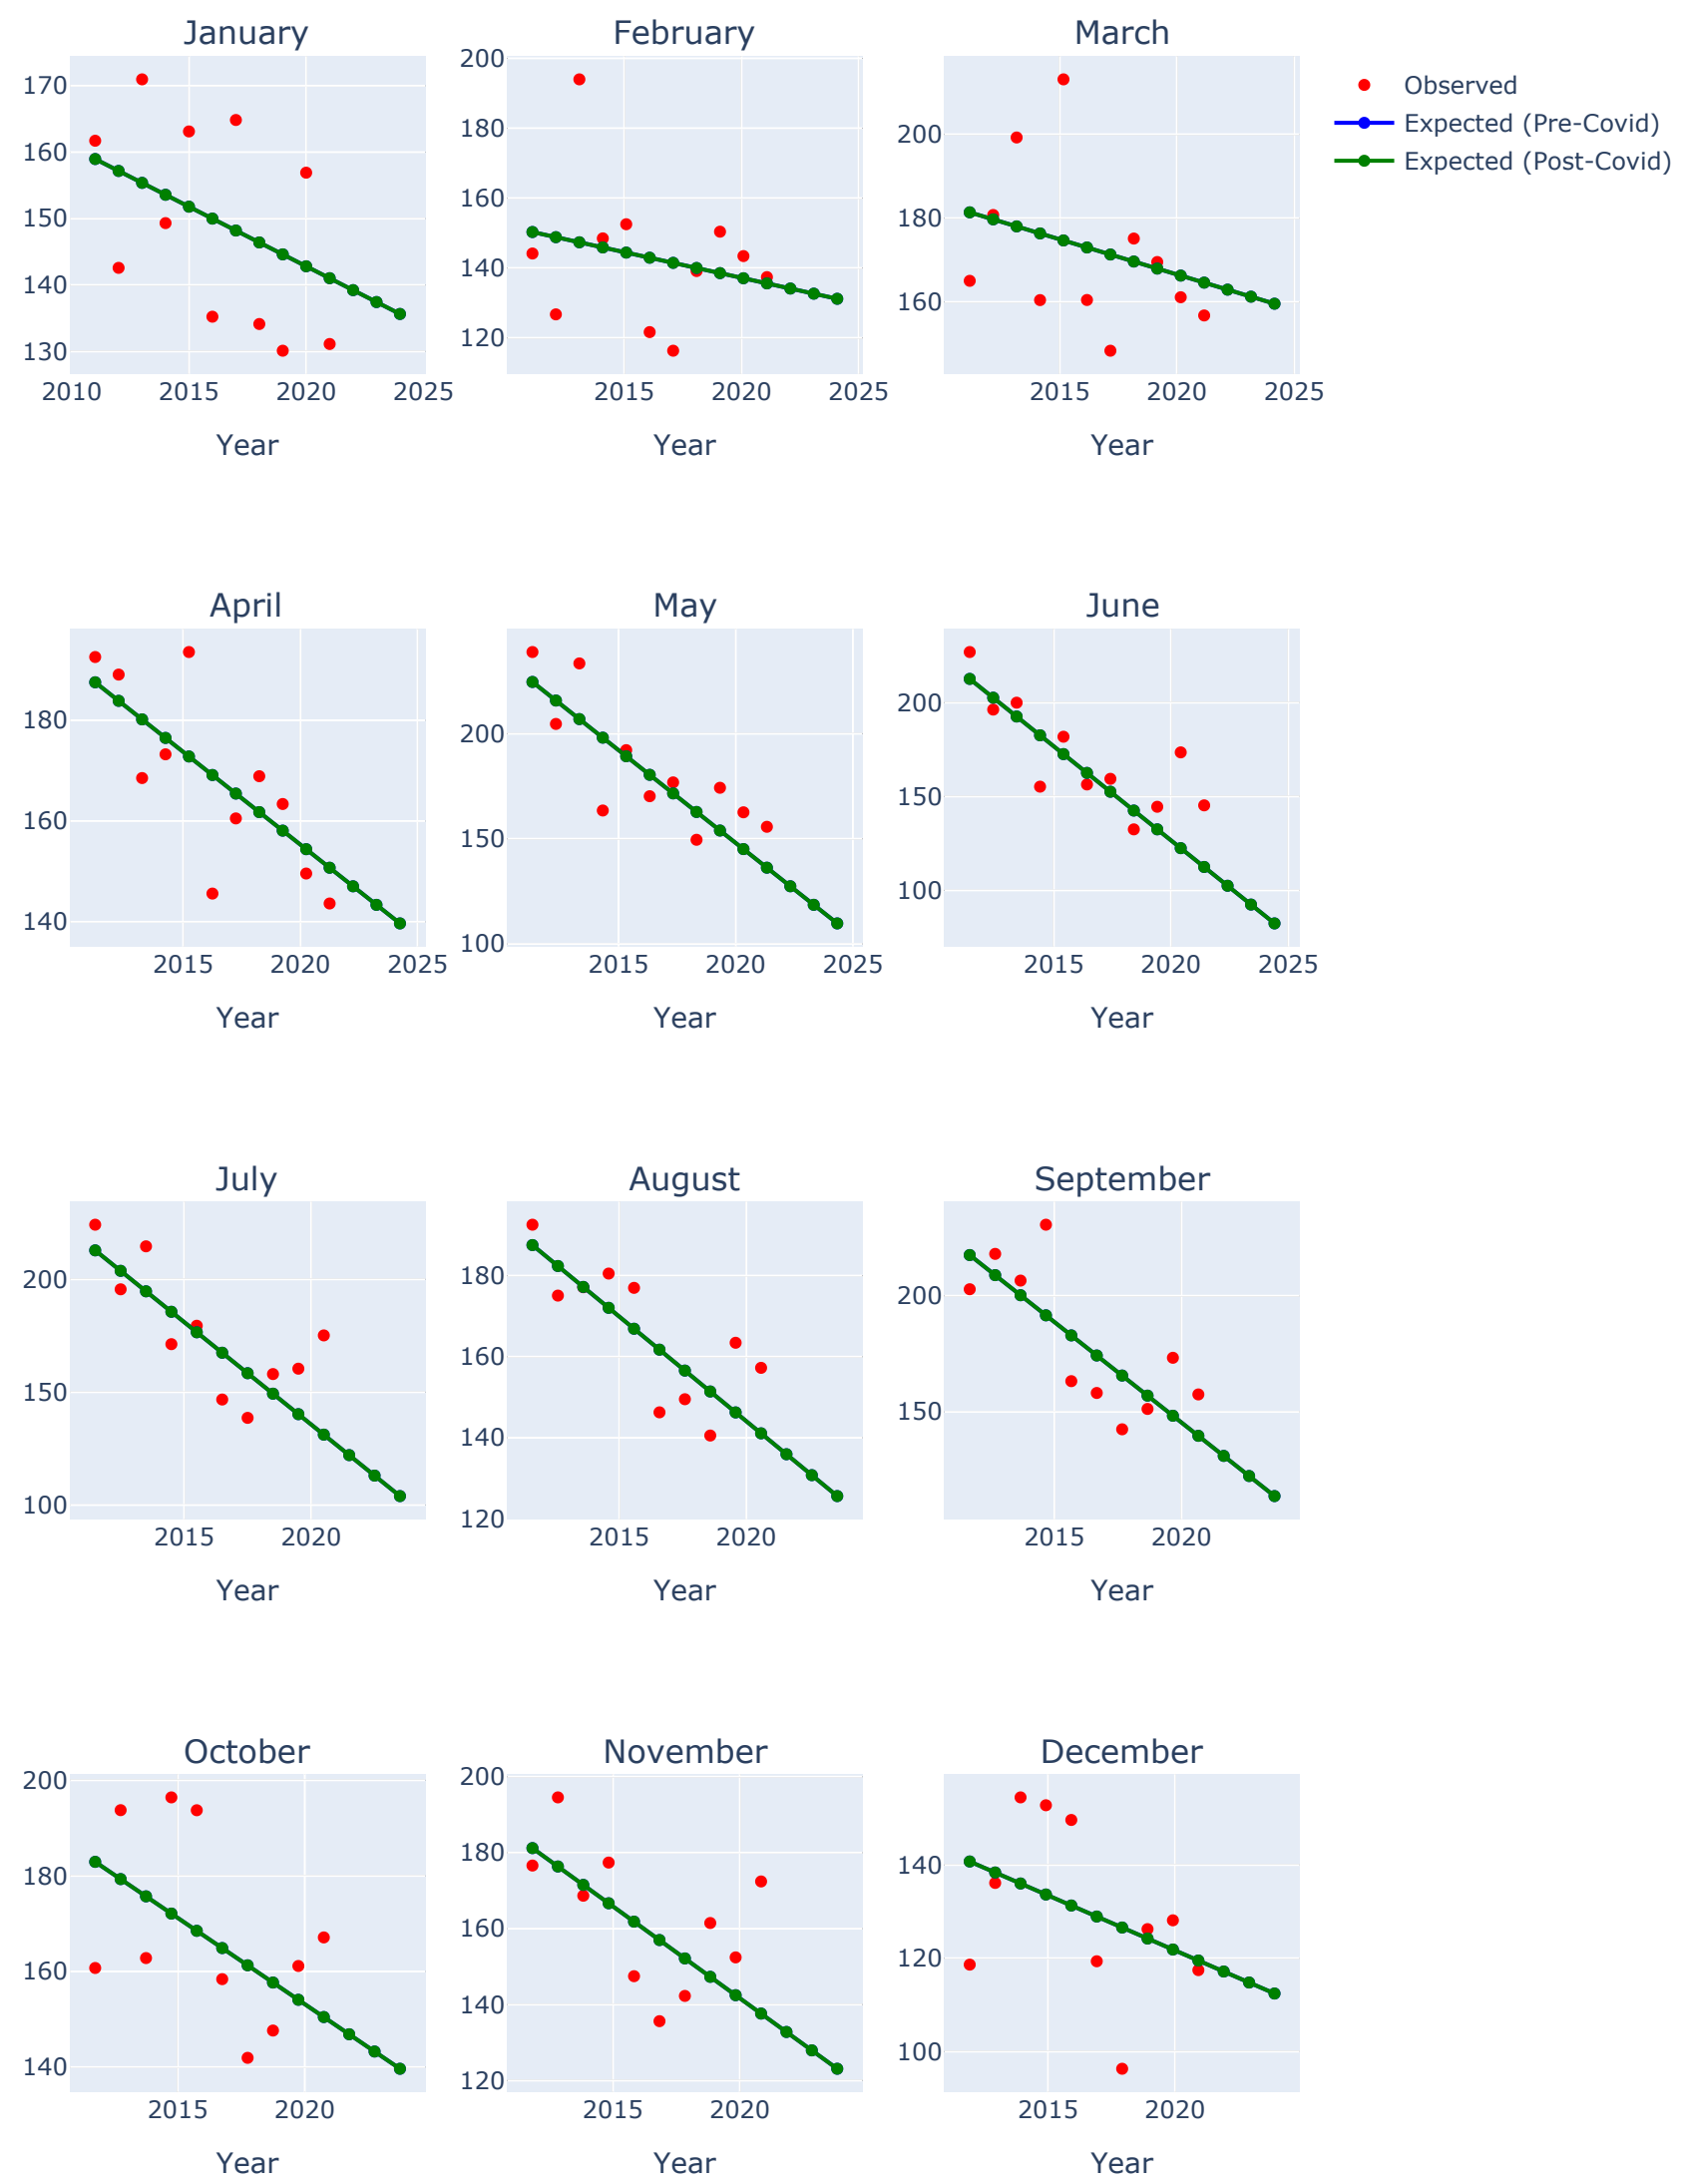 January February March
170
160
150
140
130
2010 2015 2020 2025
Year
200
180
160
140
120
2015 2020 2025
Year
200
180
160
2015 2020 2025
Year
Observed
Expected (Pre-Covid)
Expected (Post-Covid)
April May June
180
160
140
2015 2020 2025
Year
200
150
100
2015 2020 2025
Year
200
150
100
2015 2020 2025
Year
July August September
200
150
100
2015 2020
Year
180
160
140
120
2015 2020
Year
200
150
2015 2020
Year
October November December
200
180
160
140
2015 2020
Year
200
180
160
140
120
2015 2020
Year
140
120
100
2015 2020
Year